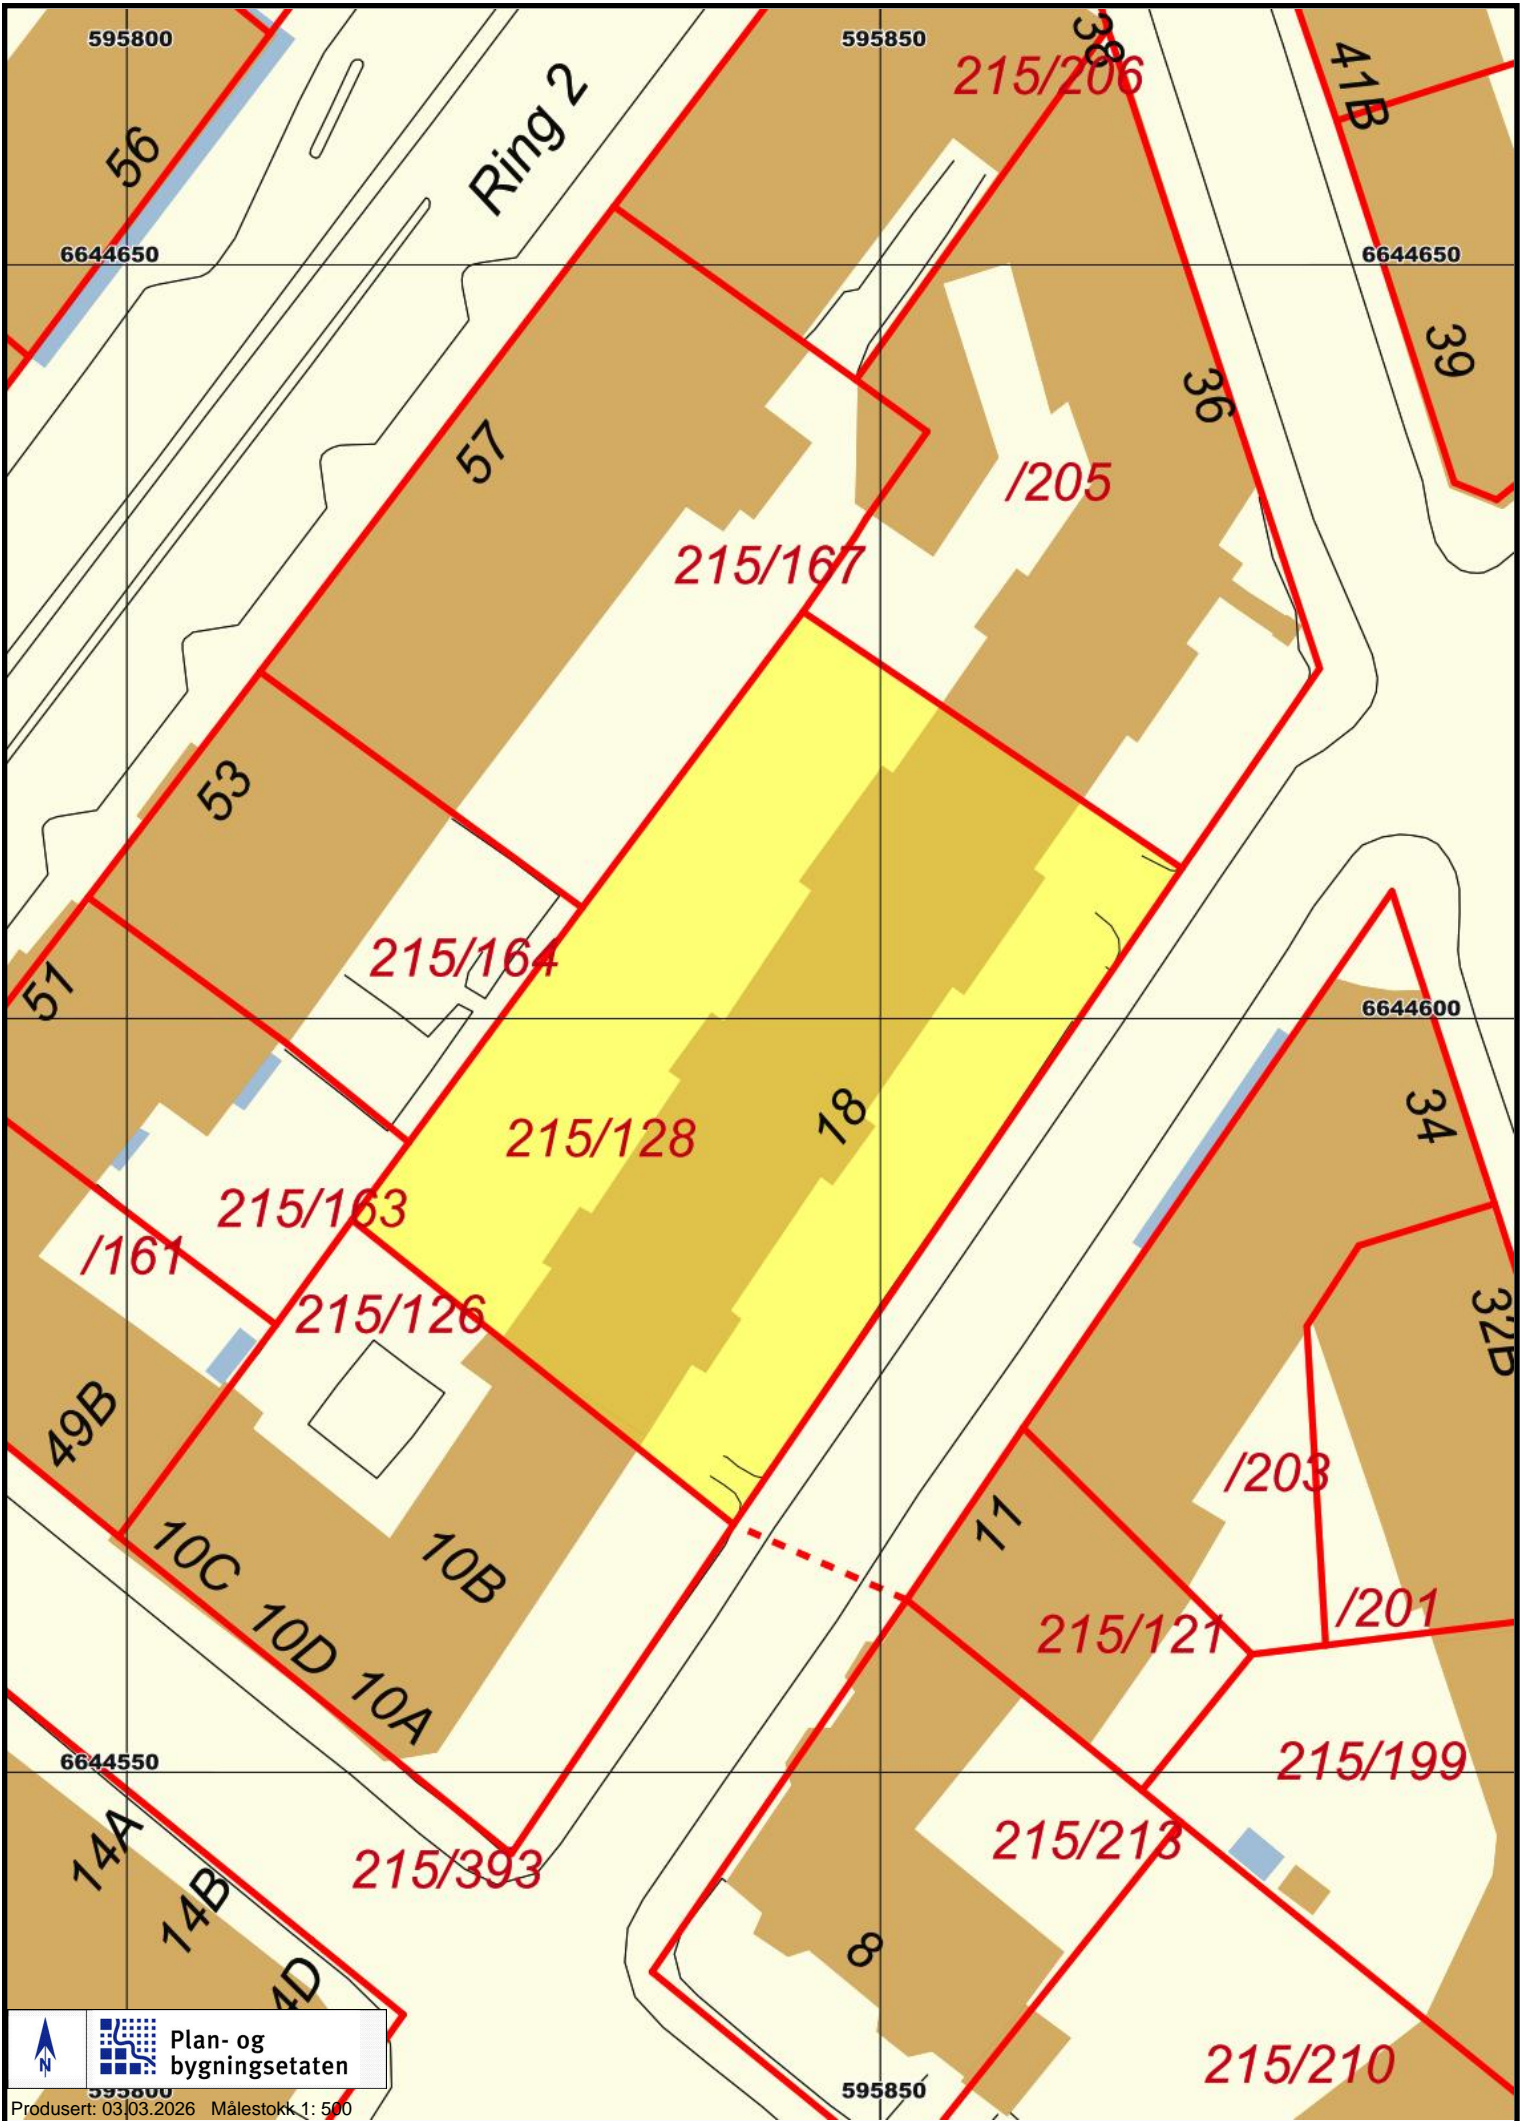 595800
595850
38
215/206
41B
56
Ring 2
6644650
6644650
39
36
57
/205
215/167
53
215/164
51
6644600
18
34
215/128
215/163
/161
215/126
32B
49B
/203
11
10C
10B
/201
10D
215/121
10A
6644550
215/199
14A
215/213
215/393
14B
8
4D
Plan- og
bygningsetaten
N
215/210
595800
595850
Produsert: 03.03.2026 Målestokk 1: 500